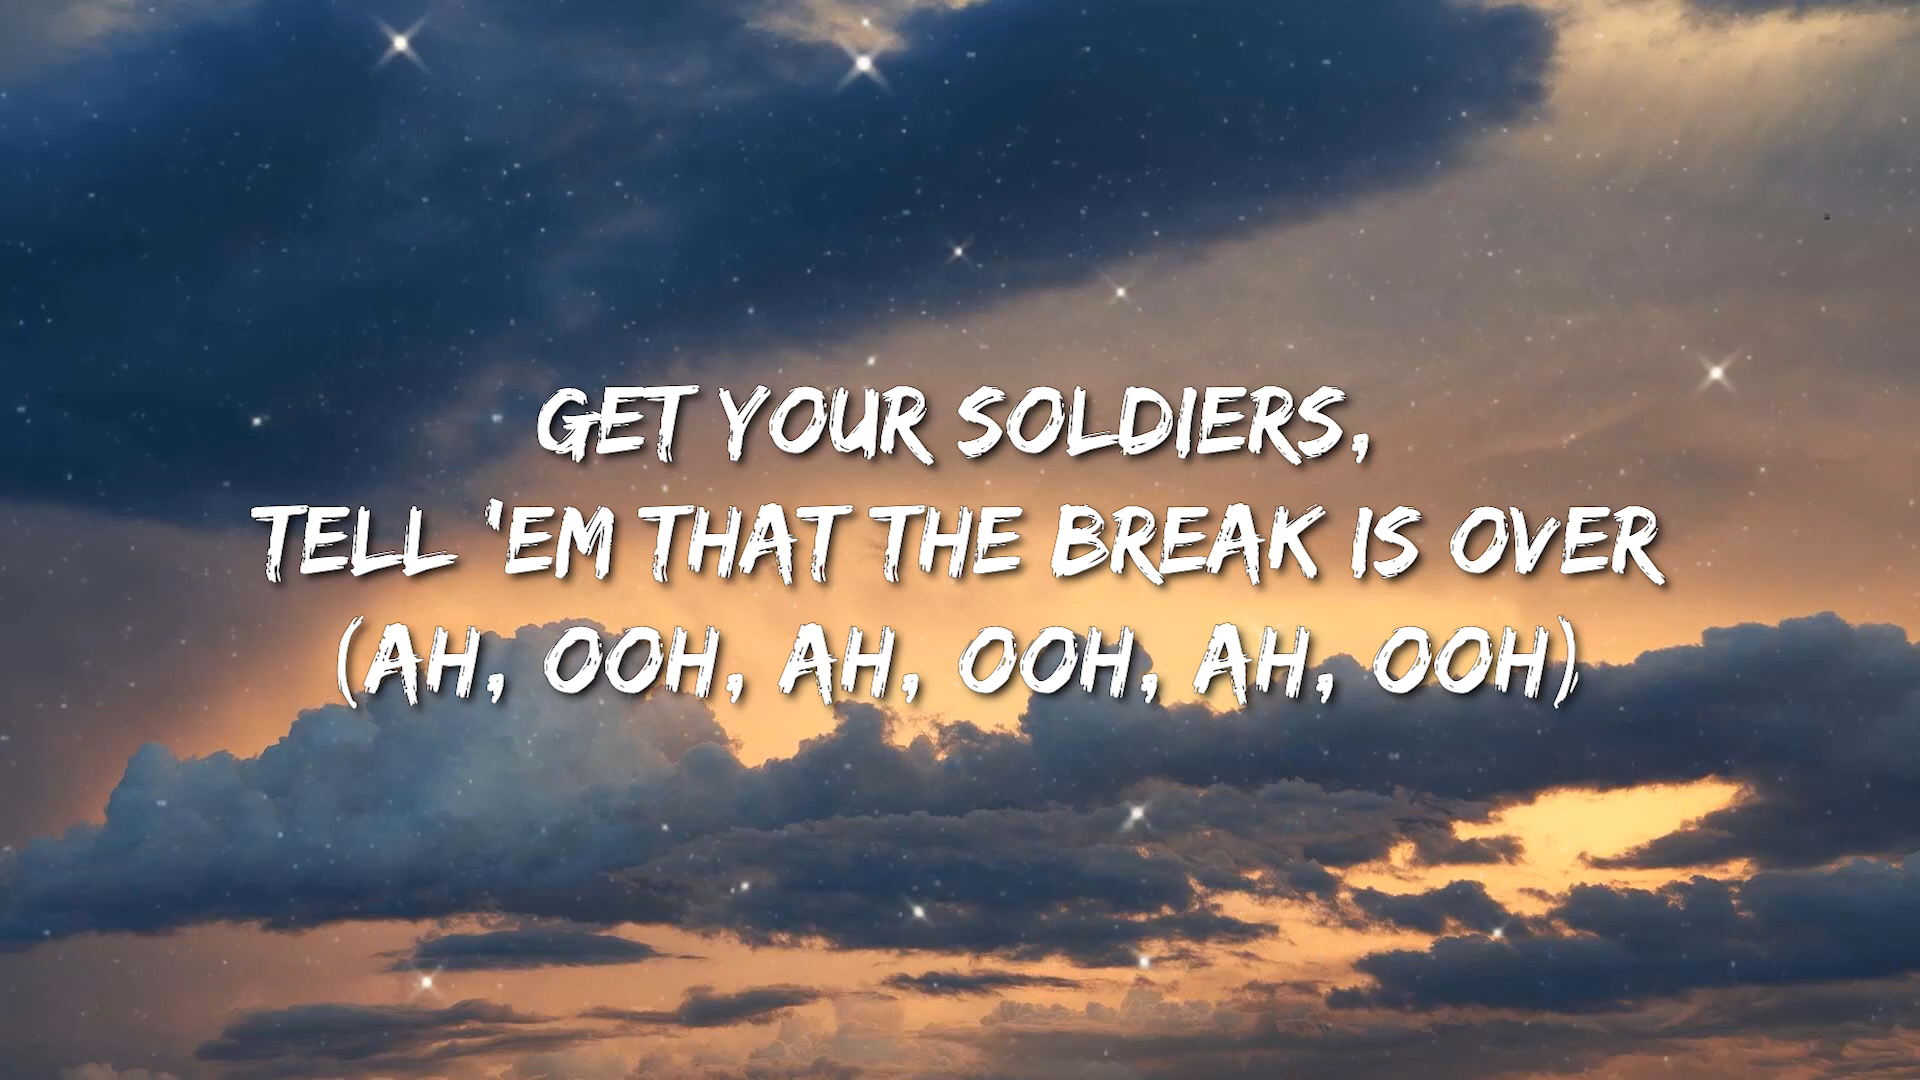 GET YOUR SOLDIERS,
TELL 'EM THAT THE BREAK IS OVER
(AH, OOH, AH, OOH, AH, OOH)